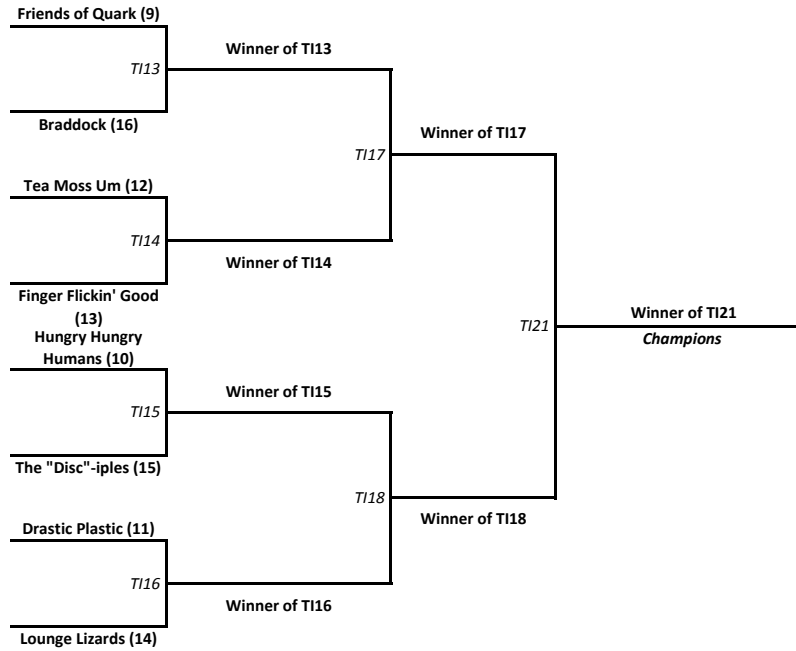 Friends of Quark (9)
Winner of TI13
TI13
Braddock (16)
Winner of TI17
TI17
Tea Moss Um (12)
TI14
Winner of TI14
Finger Flickin' Good
(13)
Hungry Hungry
Humans (10)
Winner of TI21
TI21
Champions
Winner of TI15
TI15
The "Disc"-iples (15)
TI18
Winner of TI18
Drastic Plastic (11)
TI16
Winner of TI16
Lounge Lizards (14)